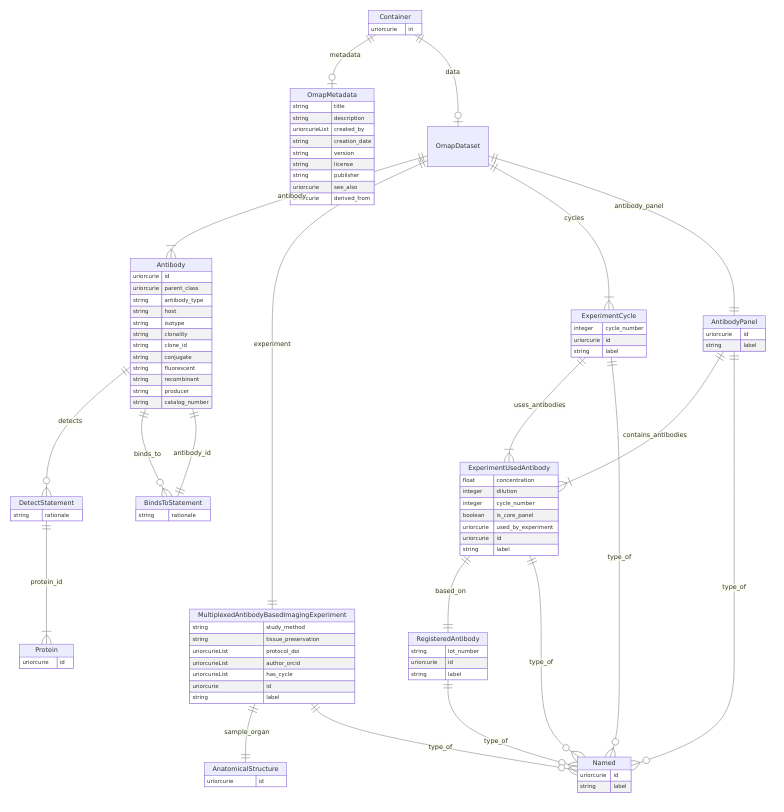 Container
uriorcurie iri
metadata
data
OmapMetadata
string title
string description
uriorcurieList created_by
string creation_date
string version
string license
string publisher
uriorcurie see_also
curie derived_from
OmapDataset
antibody
antibody_panel
cycles
Antibody
uriorcurie id
uriorcurie parent_class
string antibody_type
string host
string isotype
string clonality
string clone_id
string conjugate
string fluorescent
string recombinant
string producer
string catalog_number
ExperimentCycle
integer cycle_number
uriorcurie id
string label
AntibodyPanel
uriorcurie id
string label
experiment
uses_antibodies
detects
contains_antibodies
binds_to
antibody_id
ExperimentUsedAntibody
float concentration
integer dilution
integer cycle_number
boolean is_core_panel
uriorcurie used_by_experiment
uriorcurie id
string label
DetectStatement
string rationale
BindsToStatement
string rationale
type_of
protein_id
type_of
based_on
MultiplexedAntibodyBasedImagingExperiment
string study_method
string tissue_preservation
uriorcurieList protocol_doi
uriorcurieList author_orcid
uriorcurieList has_cycle
uriorcurie id
string label
RegisteredAntibody
string lot_number
uriorcurie id
string label
Protein
uriorcurie id
type_of
sample_organ
type_of
type_of
AnatomicalStructure
uriorcurie id
Named
uriorcurie id
string label